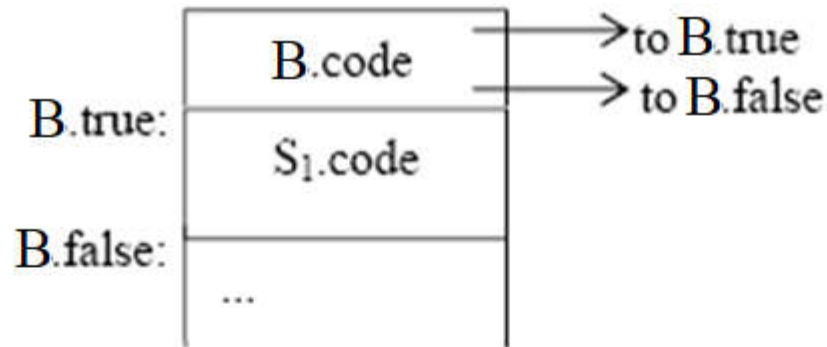 B.code
to B.true
to B.false
B.true:
S₁.code
B.false:
...